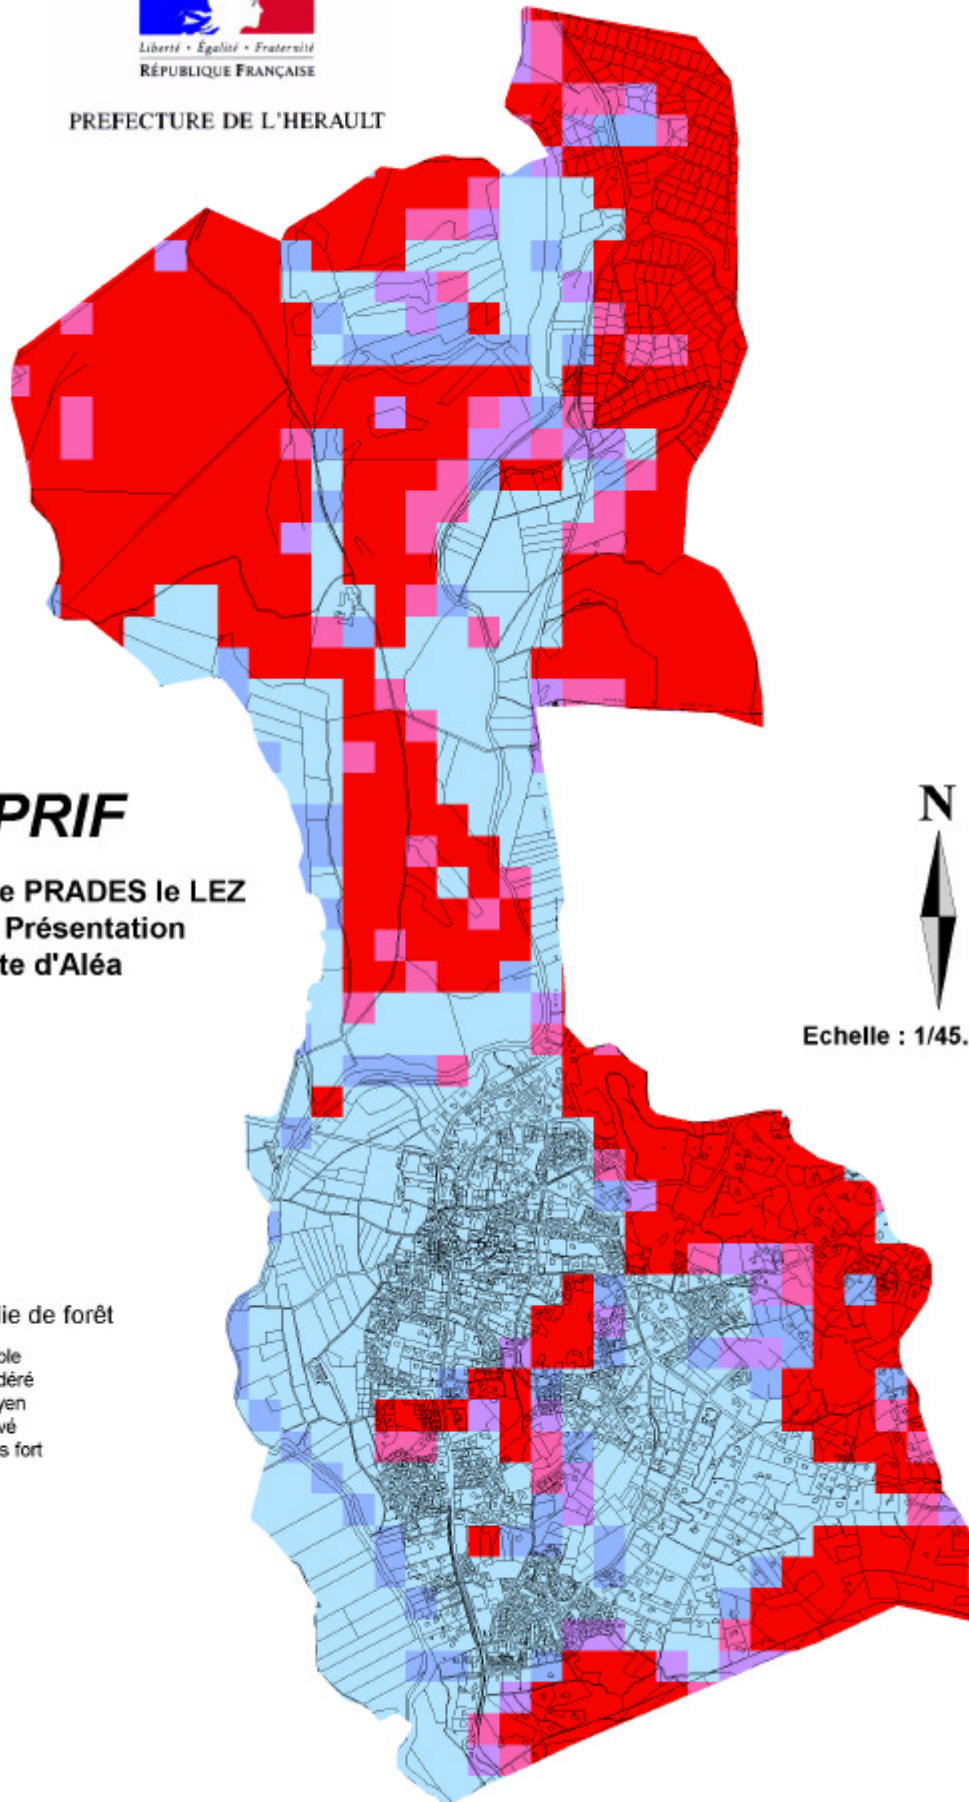 Liberté • Égalité • Fraternité
RÉPUBLIQUE FRANÇAISE
PREFECTURE DE L'HERAULT
PRIF
e PRADES le LEZ
Présentation
te d'Aléa
N
Echelle : 1/45.
lie de forêt
ble
déré
yen
vé
s fort